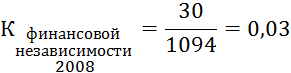 К финансовой независимости 2008 = 30/1094 = 0,03